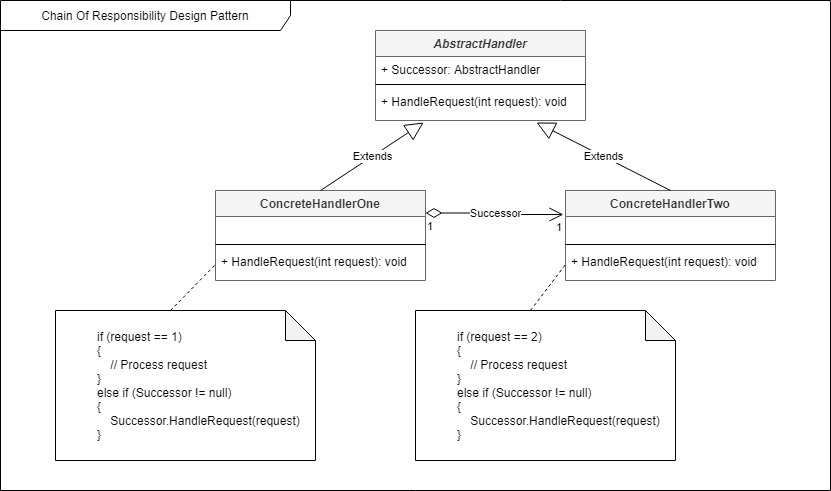 Chain Of Responsibility Design Pattern
AbstractHandler
+ Successor: AbstractHandler
+ HandleRequest(int request): void
Extends
Extends
ConcreteHandlerOne
ConcreteHandlerTwo
Successor
1
1
+ HandleRequest(int request): void
+ HandleRequest(int request): void
if (request == 1)
{
// Process request
}
else if (Successor != null)
{
Successor.HandleRequest(request)
}
if (request == 2)
{
// Process request
}
else if (Successor != null)
{
Successor.HandleRequest(request)
}